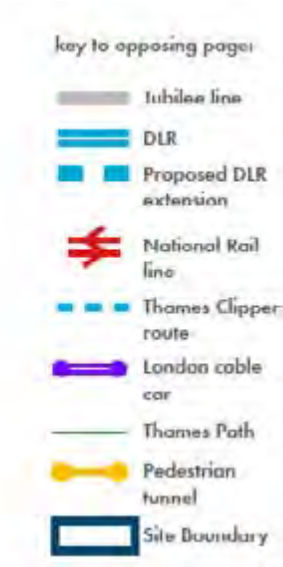 key to opposing page:
Jubilee line
DLR
Proposed DLR
extension
National Rail
line
Thames Clipper
route
London cable
car
Thames Path
Pedestrian
tunnel
Site Boundary